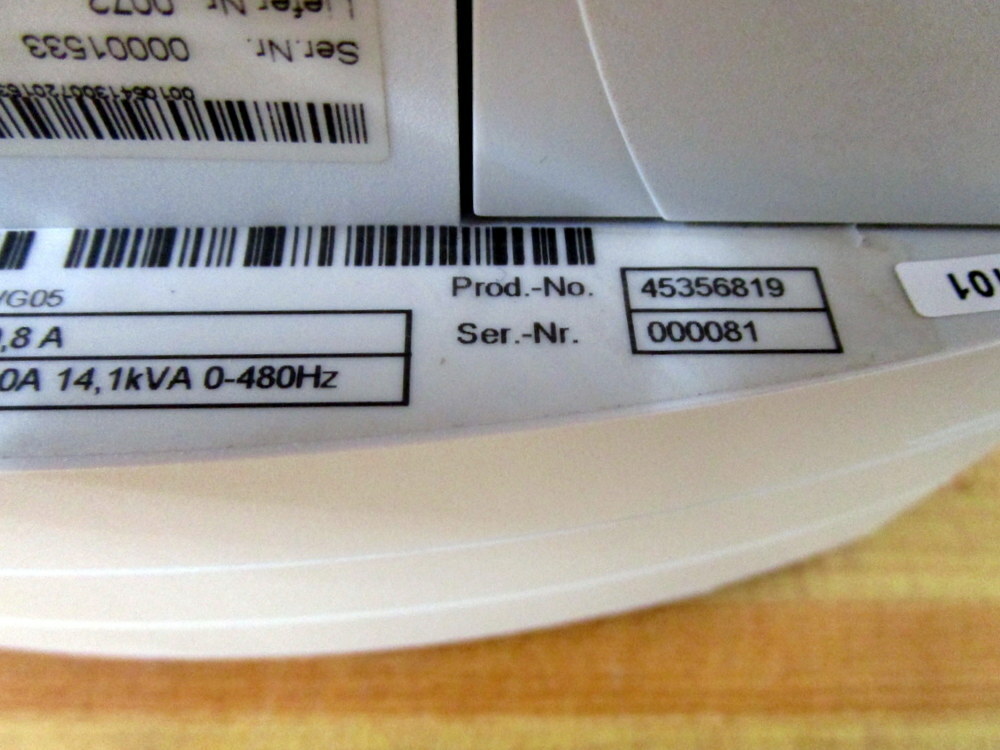 Liefer.Nr. 0072
Ser.Nr. 00001533
VG05
,8 A
0A 14,1kVA 0-480Hz
Prod.-No. 45356819
Ser.-Nr. 000081
101